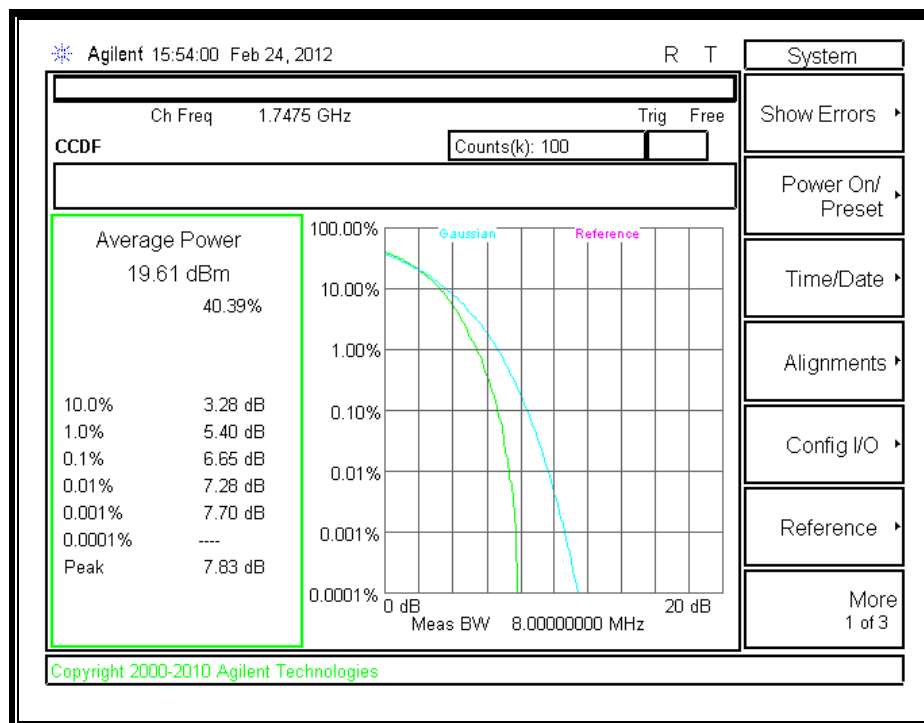 Agilent 15:54:00 Feb 24, 2012 R T
System
Ch Freq 1.7475 GHz Trig Free
CCDF
Counts(k): 100
Average Power
19.61 dBm
40.39%
10.0% 3.28 dB
1.0% 5.40 dB
0.1% 6.65 dB
0.01% 7.28 dB
0.001% 7.70 dB
0.0001% ----
Peak 7.83 dB
Gaussian Reference
100.00%
10.00%
1.00%
0.10%
0.01%
0.001%
0.0001%
0 dB 20 dB
Meas BW 8.00000000 MHz
Show Errors
Power On/
Preset
Time/Date
Alignments
Config I/O
Reference
More
1 of 3
Copyright 2000-2010 Agilent Technologies